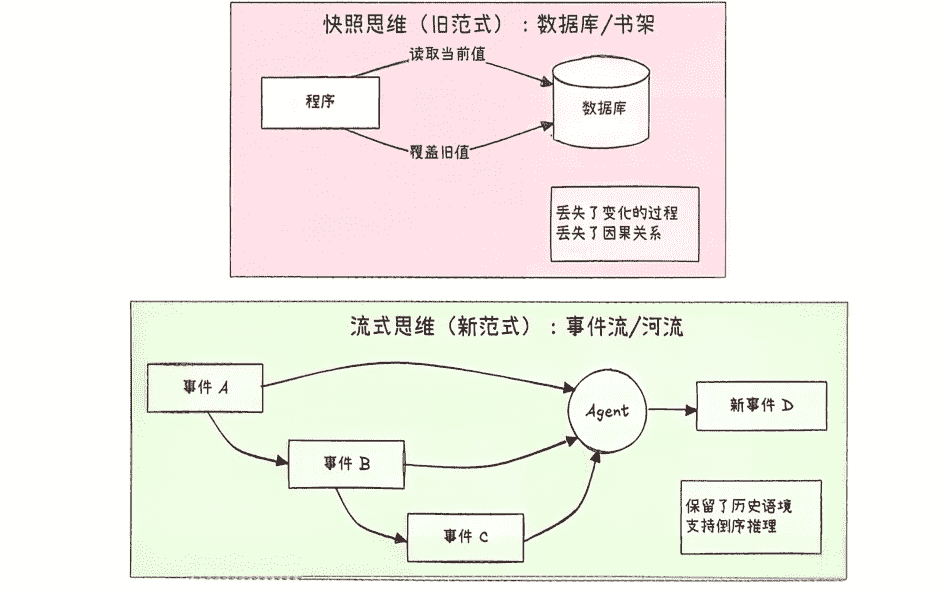 快照思维（旧范式）：数据库/书架
读取当前值
程序
数据库
覆盖旧值
丢失了变化的过程
丢失了因果关系
流式思维（新范式）：事件流/河流
事件 A
Agent
新事件 D
事件 B
保留了历史语境
支持倒序推理
事件 C